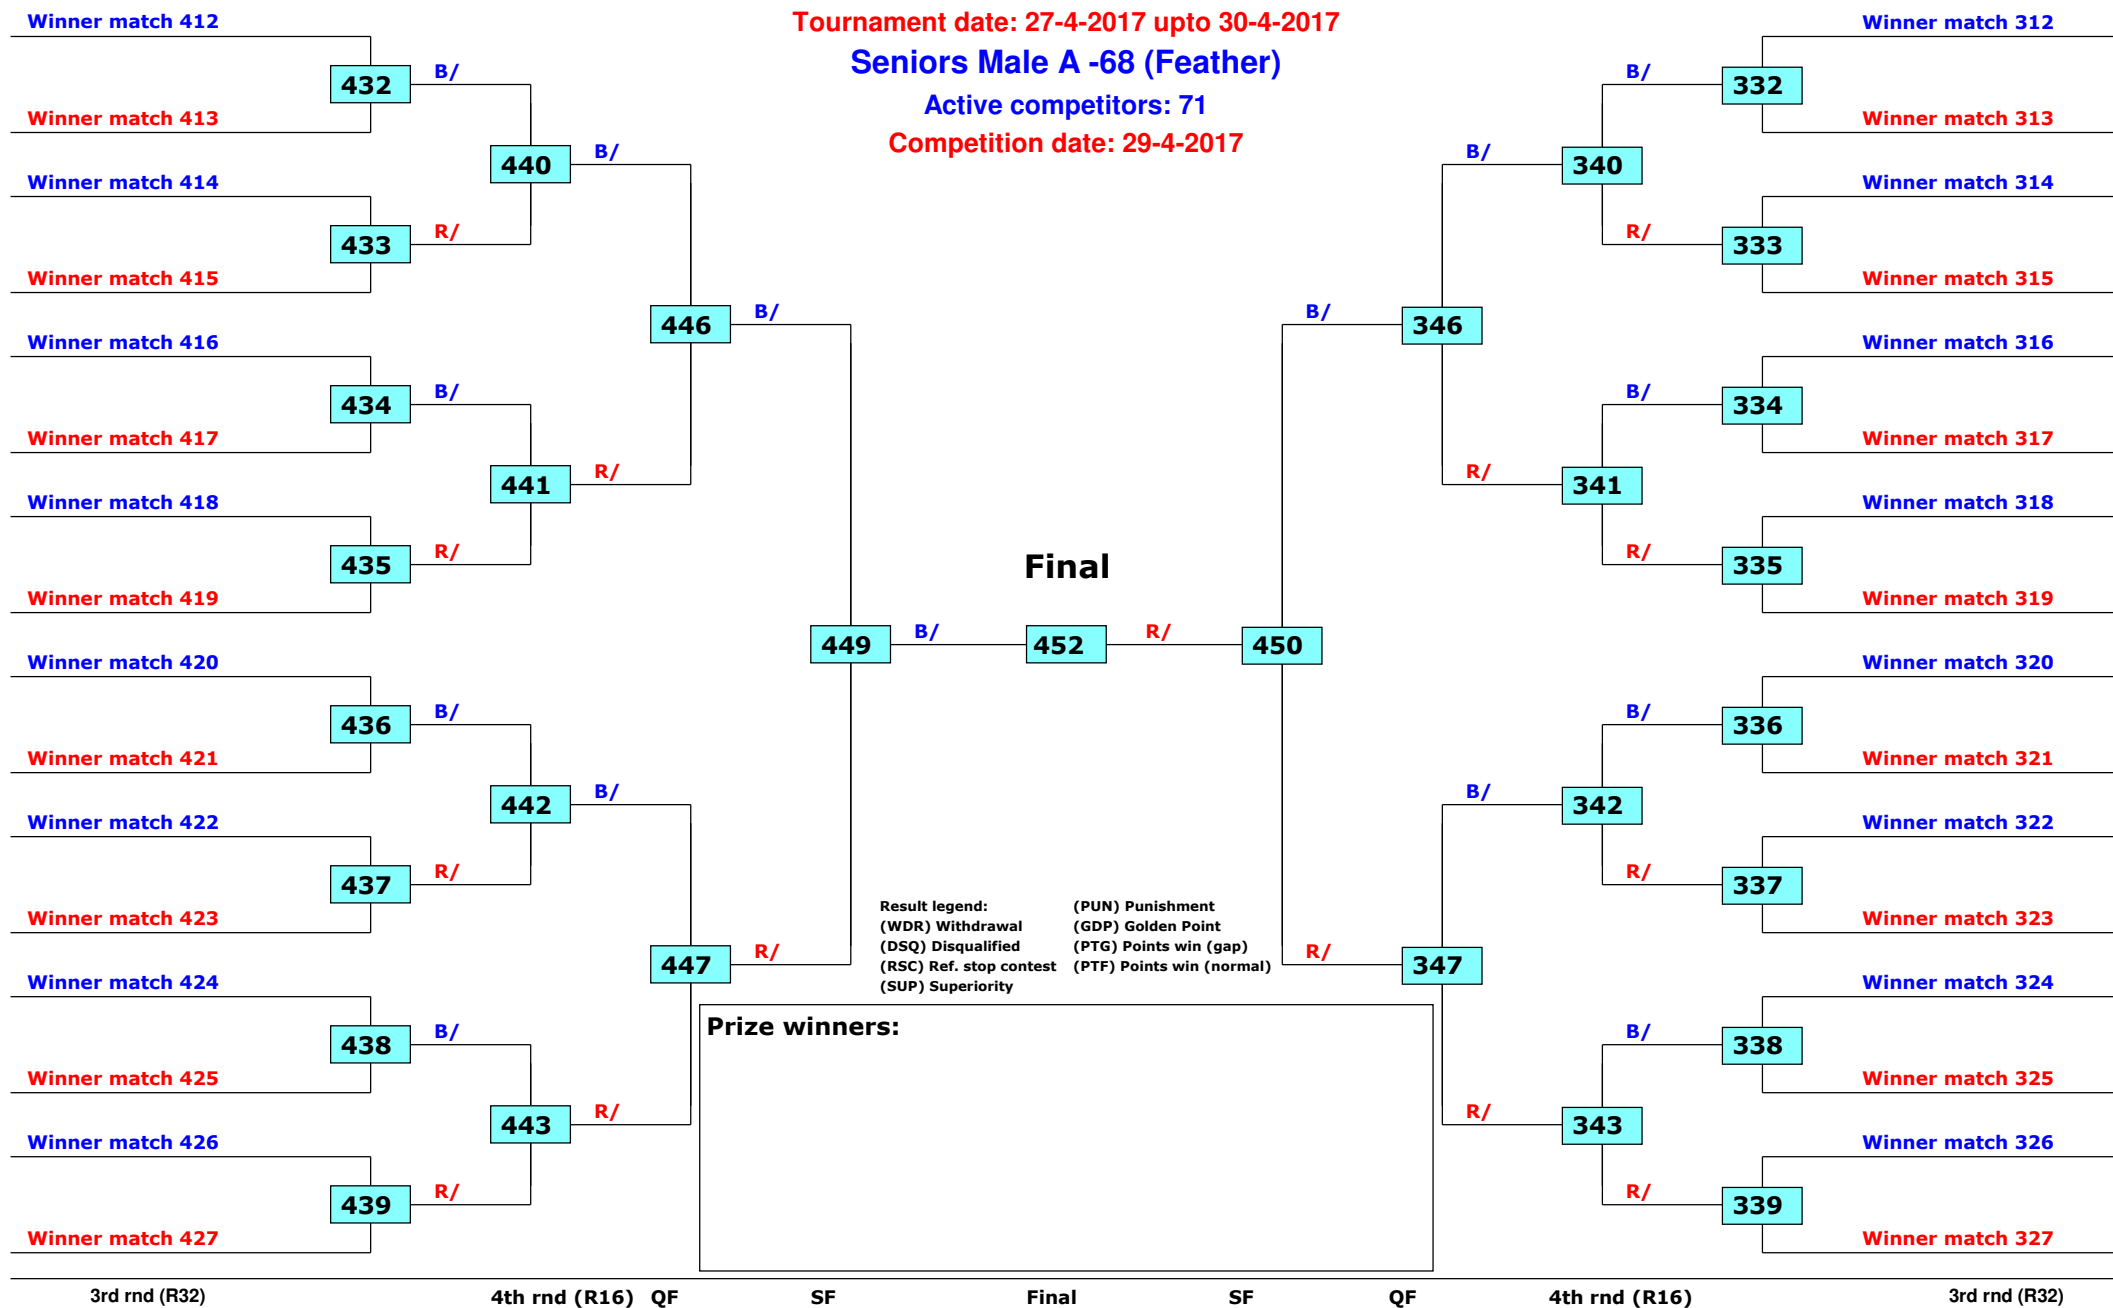 Tournament date: 27-4-2017 upto 30-4-2017
Seniors Male A -68 (Feather)
Active competitors: 71
Competition date: 29-4-2017
Winner match 412
432
B/
Winner match 413
440
B/
Winner match 414
433
R/
Winner match 415
446
B/
Winner match 416
434
B/
Winner match 417
441
R/
Winner match 418
435
R/
Winner match 419
449
B/
Winner match 420
436
B/
Winner match 421
442
B/
Winner match 422
437
R/
Winner match 423
447
R/
Winner match 424
438
B/
Winner match 425
443
R/
Winner match 426
439
R/
Winner match 427
Final
452
R/
450
Winner match 312
B/
332
Winner match 313
B/
340
Winner match 314
R/
333
Winner match 315
B/
346
Winner match 316
B/
334
Winner match 317
R/
341
Winner match 318
R/
335
Winner match 319
Winner match 320
B/
336
Winner match 321
B/
342
Winner match 322
R/
337
Winner match 323
R/
347
Winner match 324
B/
338
Winner match 325
R/
343
Winner match 326
R/
339
Winner match 327
Result legend:
(WDR) Withdrawal
(DSQ) Disqualified
(RSC) Ref. stop contest
(SUP) Superiority
(PUN) Punishment
(GDP) Golden Point
(PTG) Points win (gap)
(PTF) Points win (normal)
Prize winners:
3rd rnd (R32) 4th rnd (R16) QF SF Final SF QF 4th rnd (R16) 3rd rnd (R32)